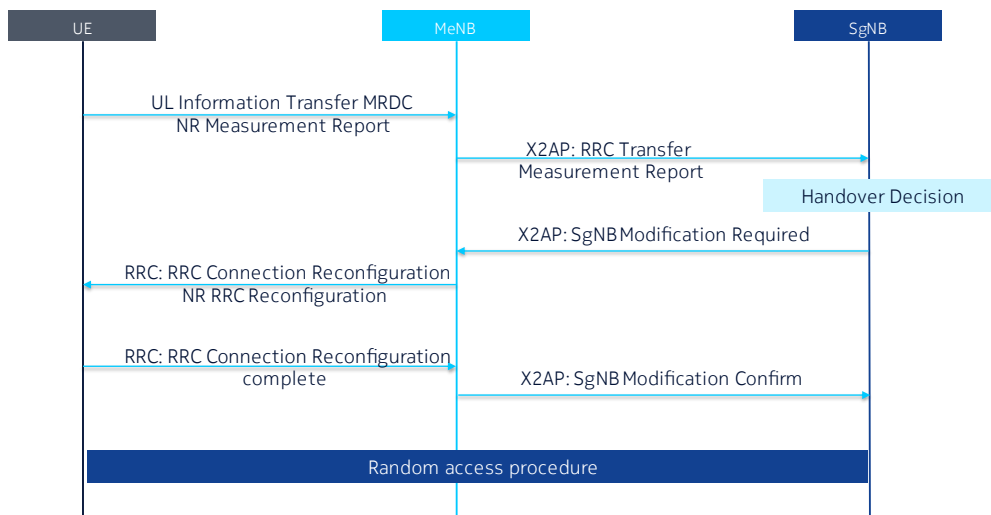 UE
MeNB
SgNB
UL Information Transfer MRDC
NR Measurement Report
X2AP: RRC Transfer
Measurement Report
Handover Decision
X2AP: SgNB Modification Required
RRC: RRC Connection Reconfiguration
NR RRC Reconfiguration
RRC: RRC Connection Reconfiguration
complete
X2AP: SgNB Modification Confirm
Random access procedure